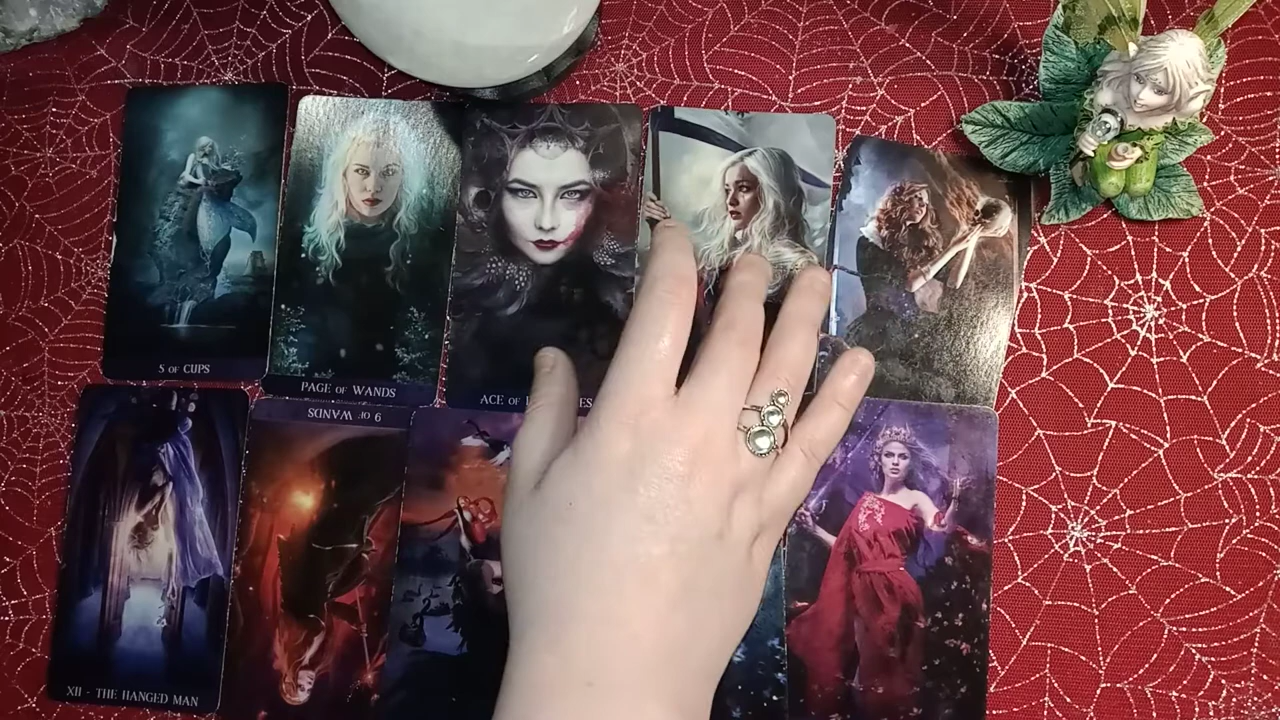 5 OF CUPS
PAGE OF WANDS
ACE OF
9 OF WANDS
XII - THE HANGED MAN